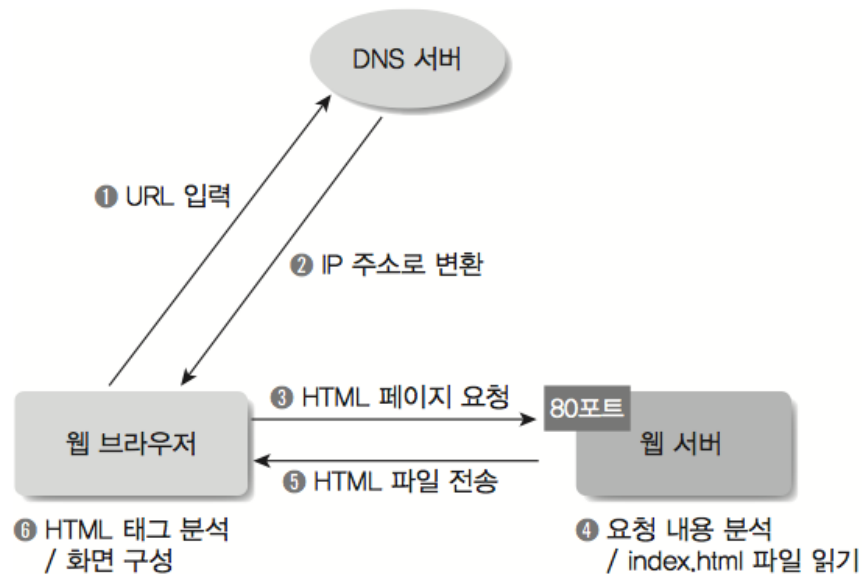 DNS 서버
❶ URL 입력
❷ IP 주소로 변환
❸ HTML 페이지 요청
80포트
웹 브라우저
웹 서버
❺ HTML 파일 전송
❻ HTML 태그 분석
/ 화면 구성
❹ 요청 내용 분석
/ index.html 파일 읽기